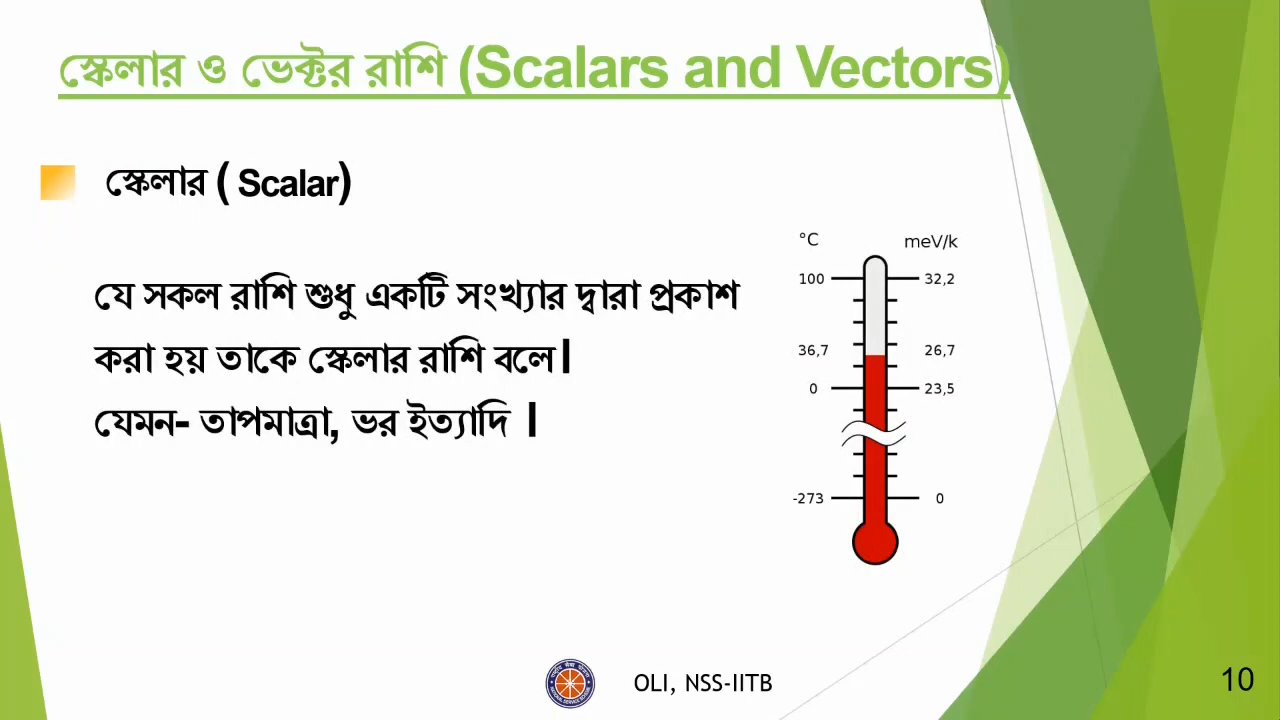 স্কেলার ও ভেক্টর রাশি (Scalars and Vectors)
স্কেলার ( Scalar)
যে সকল রাশি শুধু একটি সংখ্যার দ্বারা প্রকাশ
করা হয় তাকে স্কেলার রাশি বলে।
যেমন- তাপমাত্রা, ভর ইত্যাদি ।
°C meV/k
100 32,2
36,7 26,7
0 23,5
-273 0
OLI, NSS-IITB
10